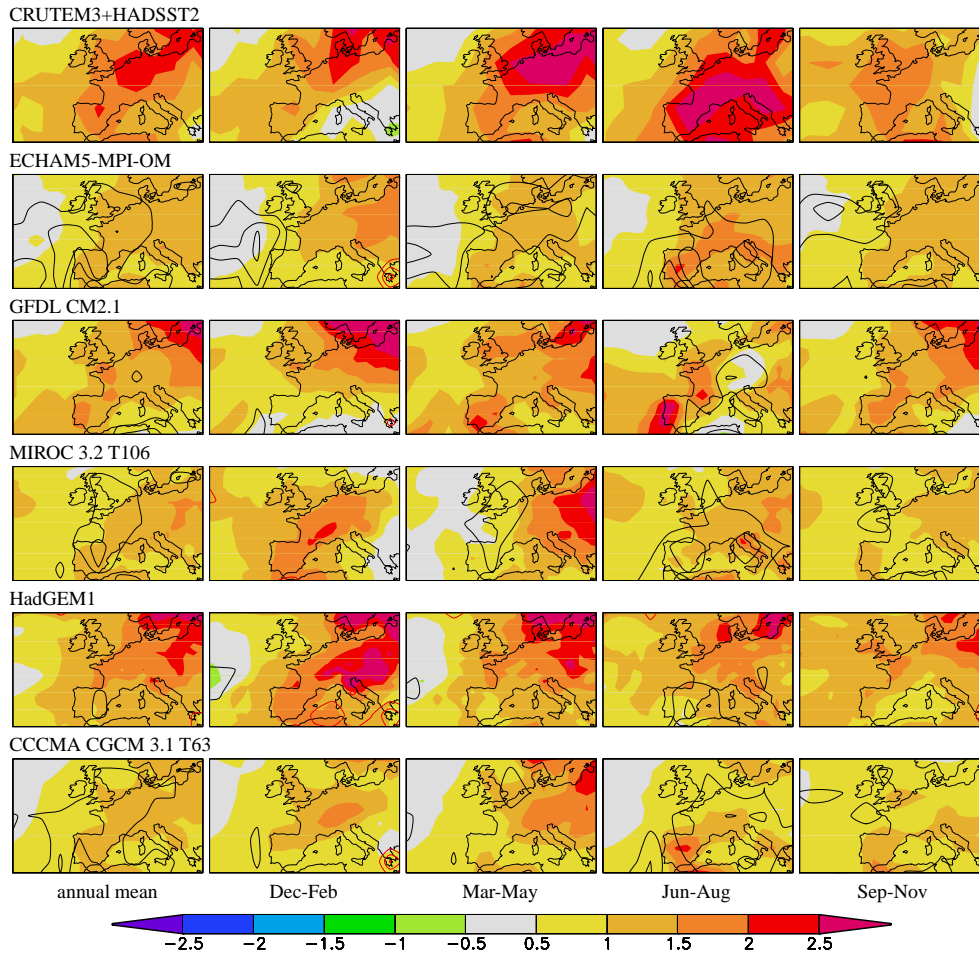 CRUTEM3+HADSST2
ECHAM5-MPI-OM
GFDL CM2.1
MIROC 3.2 T106
HadGEM1
CCCMA CGCM 3.1 T63
annual mean Dec-Feb Mar-May Jun-Aug Sep-Nov
−2.5 −2 −1.5 −1 −0.5 0.5 1 1.5 2 2.5